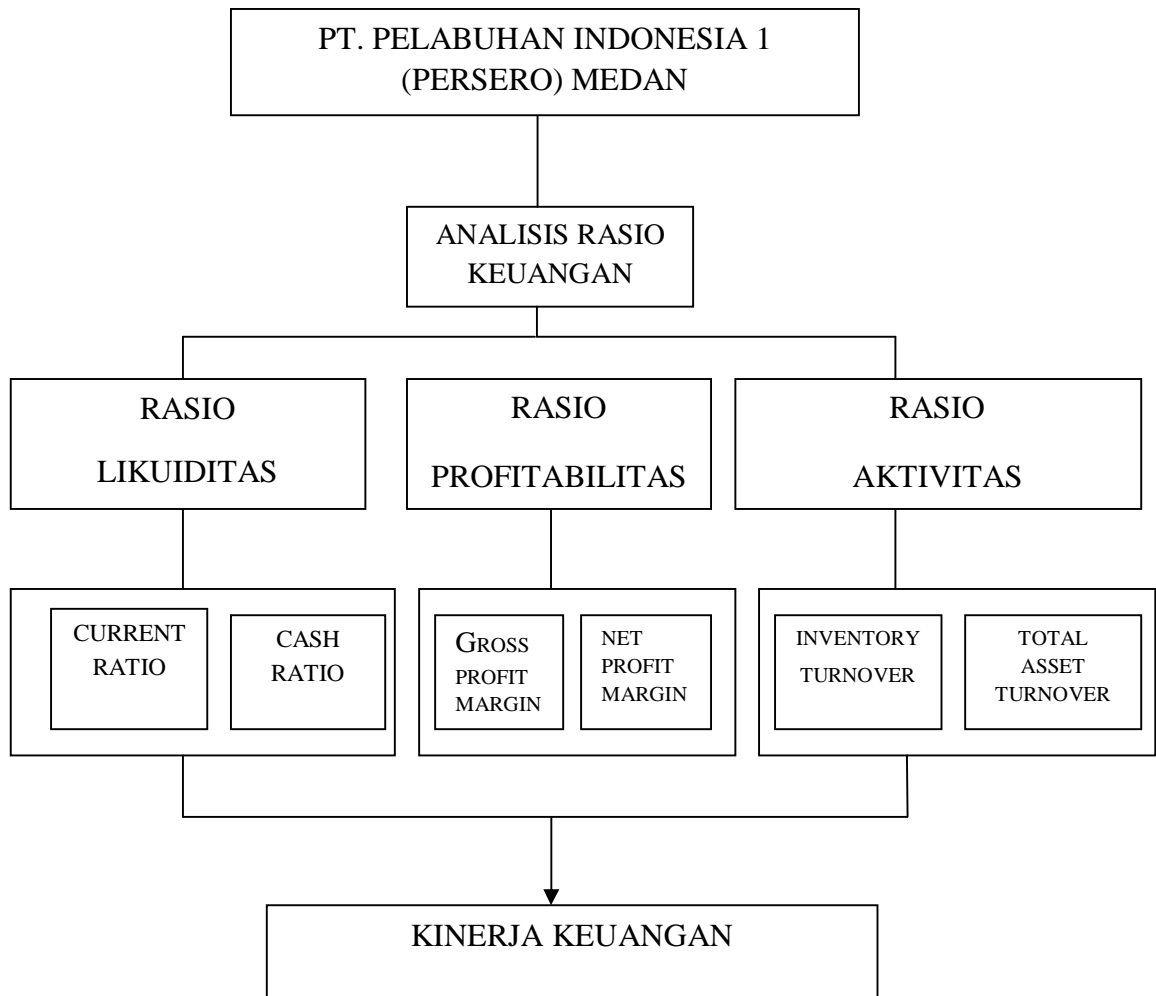 PT. PELABUHAN INDONESIA 1
(PERSERO) MEDAN
ANALISIS RASIO
KEUANGAN
RASIO
LIKUIDITAS
RASIO
PROFITABILITAS
RASIO
AKTIVITAS
CURRENT
RATIO
CASH
RATIO
GROSS
PROFIT
MARGIN
NET
PROFIT
MARGIN
INVENTORY
TURNOVER
TOTAL
ASSET
TURNOVER
KINERJA KEUANGAN